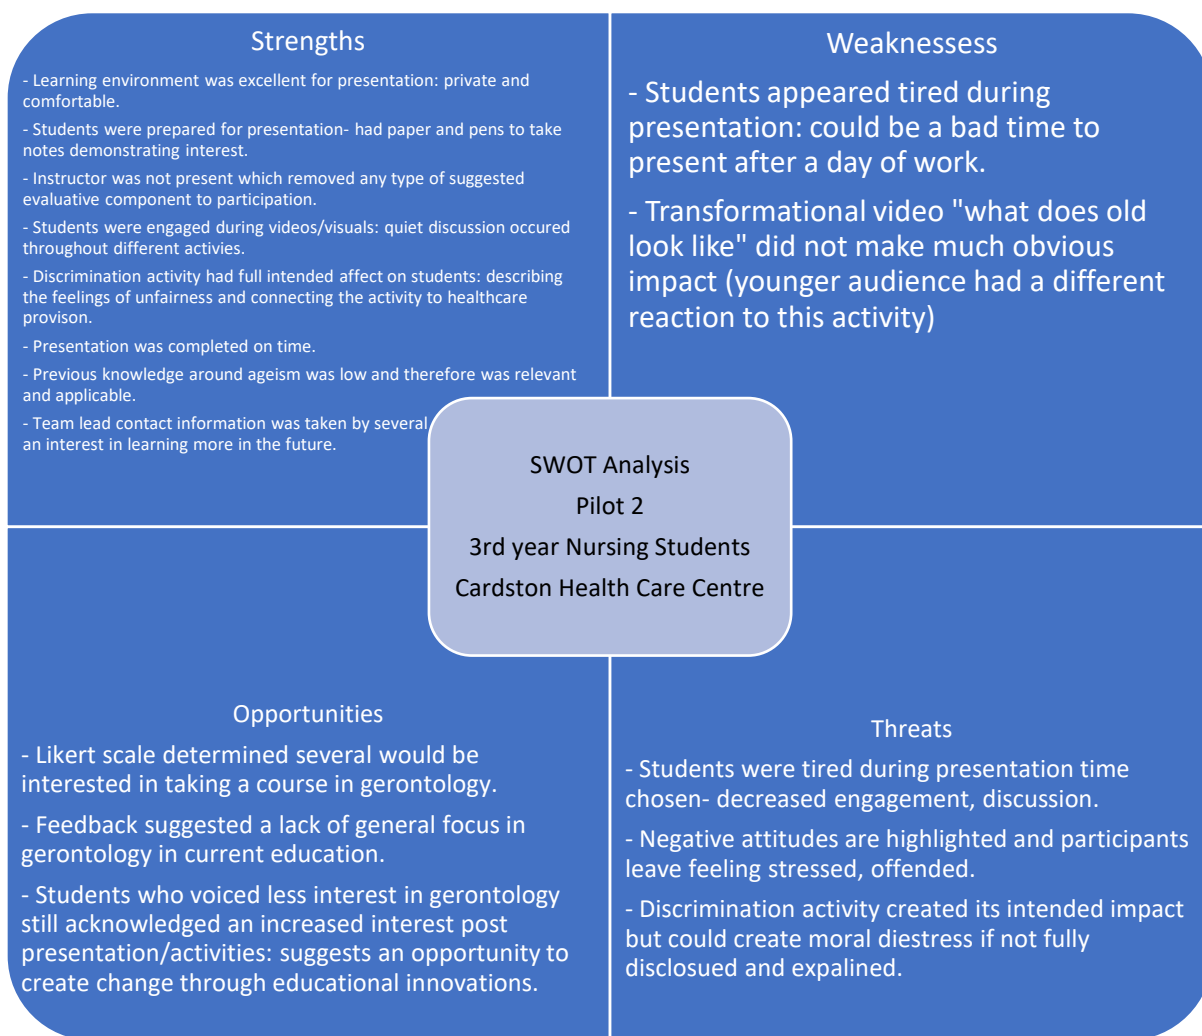 Strengths
- Learning environment was excellent for presentation: private and
comfortable.
- Students were prepared for presentation- had paper and pens to take
notes demonstrating interest.
- Instructor was not present which removed any type of suggested
evaluative component to participation.
- Students were engaged during videos/visuals: quiet discussion occured
throughout different activies.
- Discrimination activity had full intended affect on students: describing
the feelings of unfairness and connecting the activity to healthcare
provison.
- Presentation was completed on time.
- Previous knowledge around ageism was low and therefore was relevant
and applicable.
- Team lead contact information was taken by several
an interest in learning more in the future.
Weaknessess
- Students appeared tired during
presentation: could be a bad time to
present after a day of work.
- Transformational video "what does old
look like" did not make much obvious
impact (younger audience had a different
reaction to this activity)
SWOT Analysis
Pilot 2
3rd year Nursing Students
Cardston Health Care Centre
Opportunities
- Likert scale determined several would be
interested in taking a course in gerontology.
- Feedback suggested a lack of general focus in
gerontology in current education.
- Students who voiced less interest in gerontology
still acknowledged an increased interest post
presentation/activities: suggests an opportunity to
create change through educational innovations.
Threats
- Students were tired during presentation time
chosen- decreased engagement, discussion.
- Negative attitudes are highlighted and participants
leave feeling stressed, offended.
- Discrimination activity created its intended impact
but could create moral diestress if not fully
disclosued and expalined.